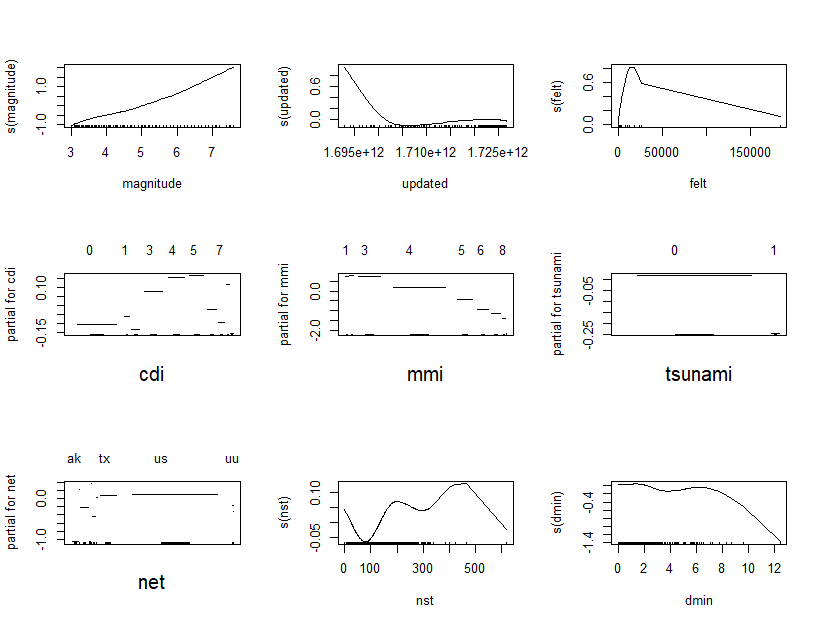 s(magnitude)
-1.0 1.0
3 4 5 6 7
magnitude
s(updated)
0.0 0.6
1.695e+12 1.710e+12 1.725e+12
updated
s(felt)
0.0 0.6
0 50000 150000
felt
0 1 3 4 5 7
partial for cdi
-0.15 0.10
cdi
1 3 4 5 6 8
partial for mmi
-2.0 0.0
mmi
0 1
partial for tsunami
-0.25 -0.05
tsunami
ak tx us uu
partial for net
-1.0 0.0
net
s(nst)
-0.05 0.10
0 100 300 500
nst
s(dmin)
-1.4 -0.4
0 2 4 6 8 10 12
dmin